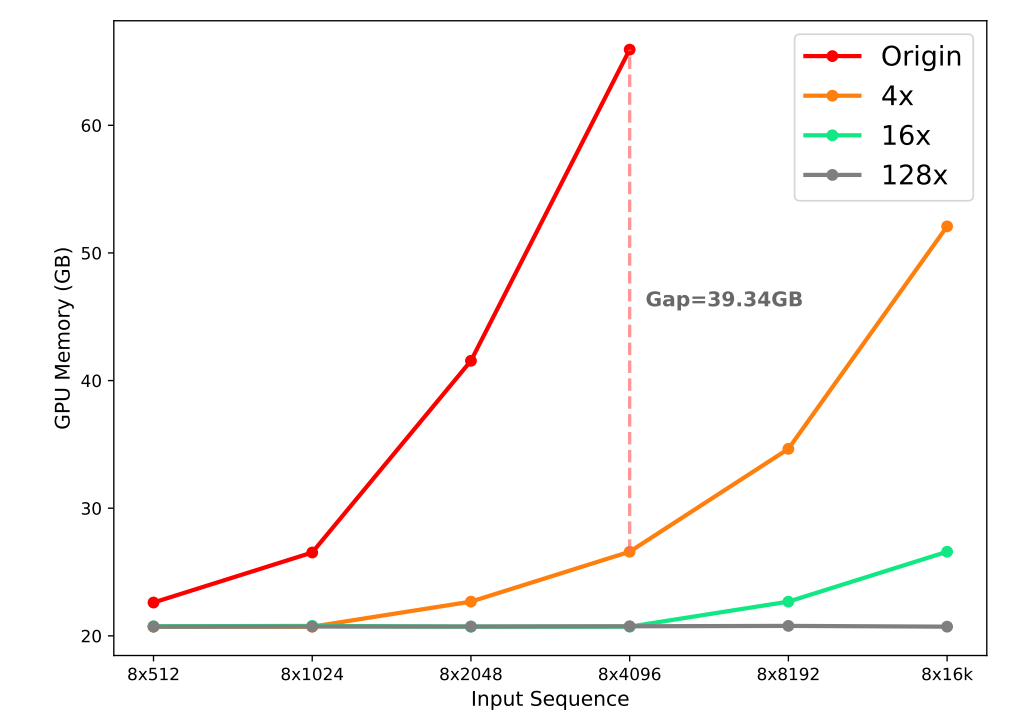 Origin
4x
16x
128x
60
50
40
30
20
GPU Memory (GB)
Gap=39.34GB
8x512
8x1024
8x2048
8x4096
8x8192
8x16k
Input Sequence